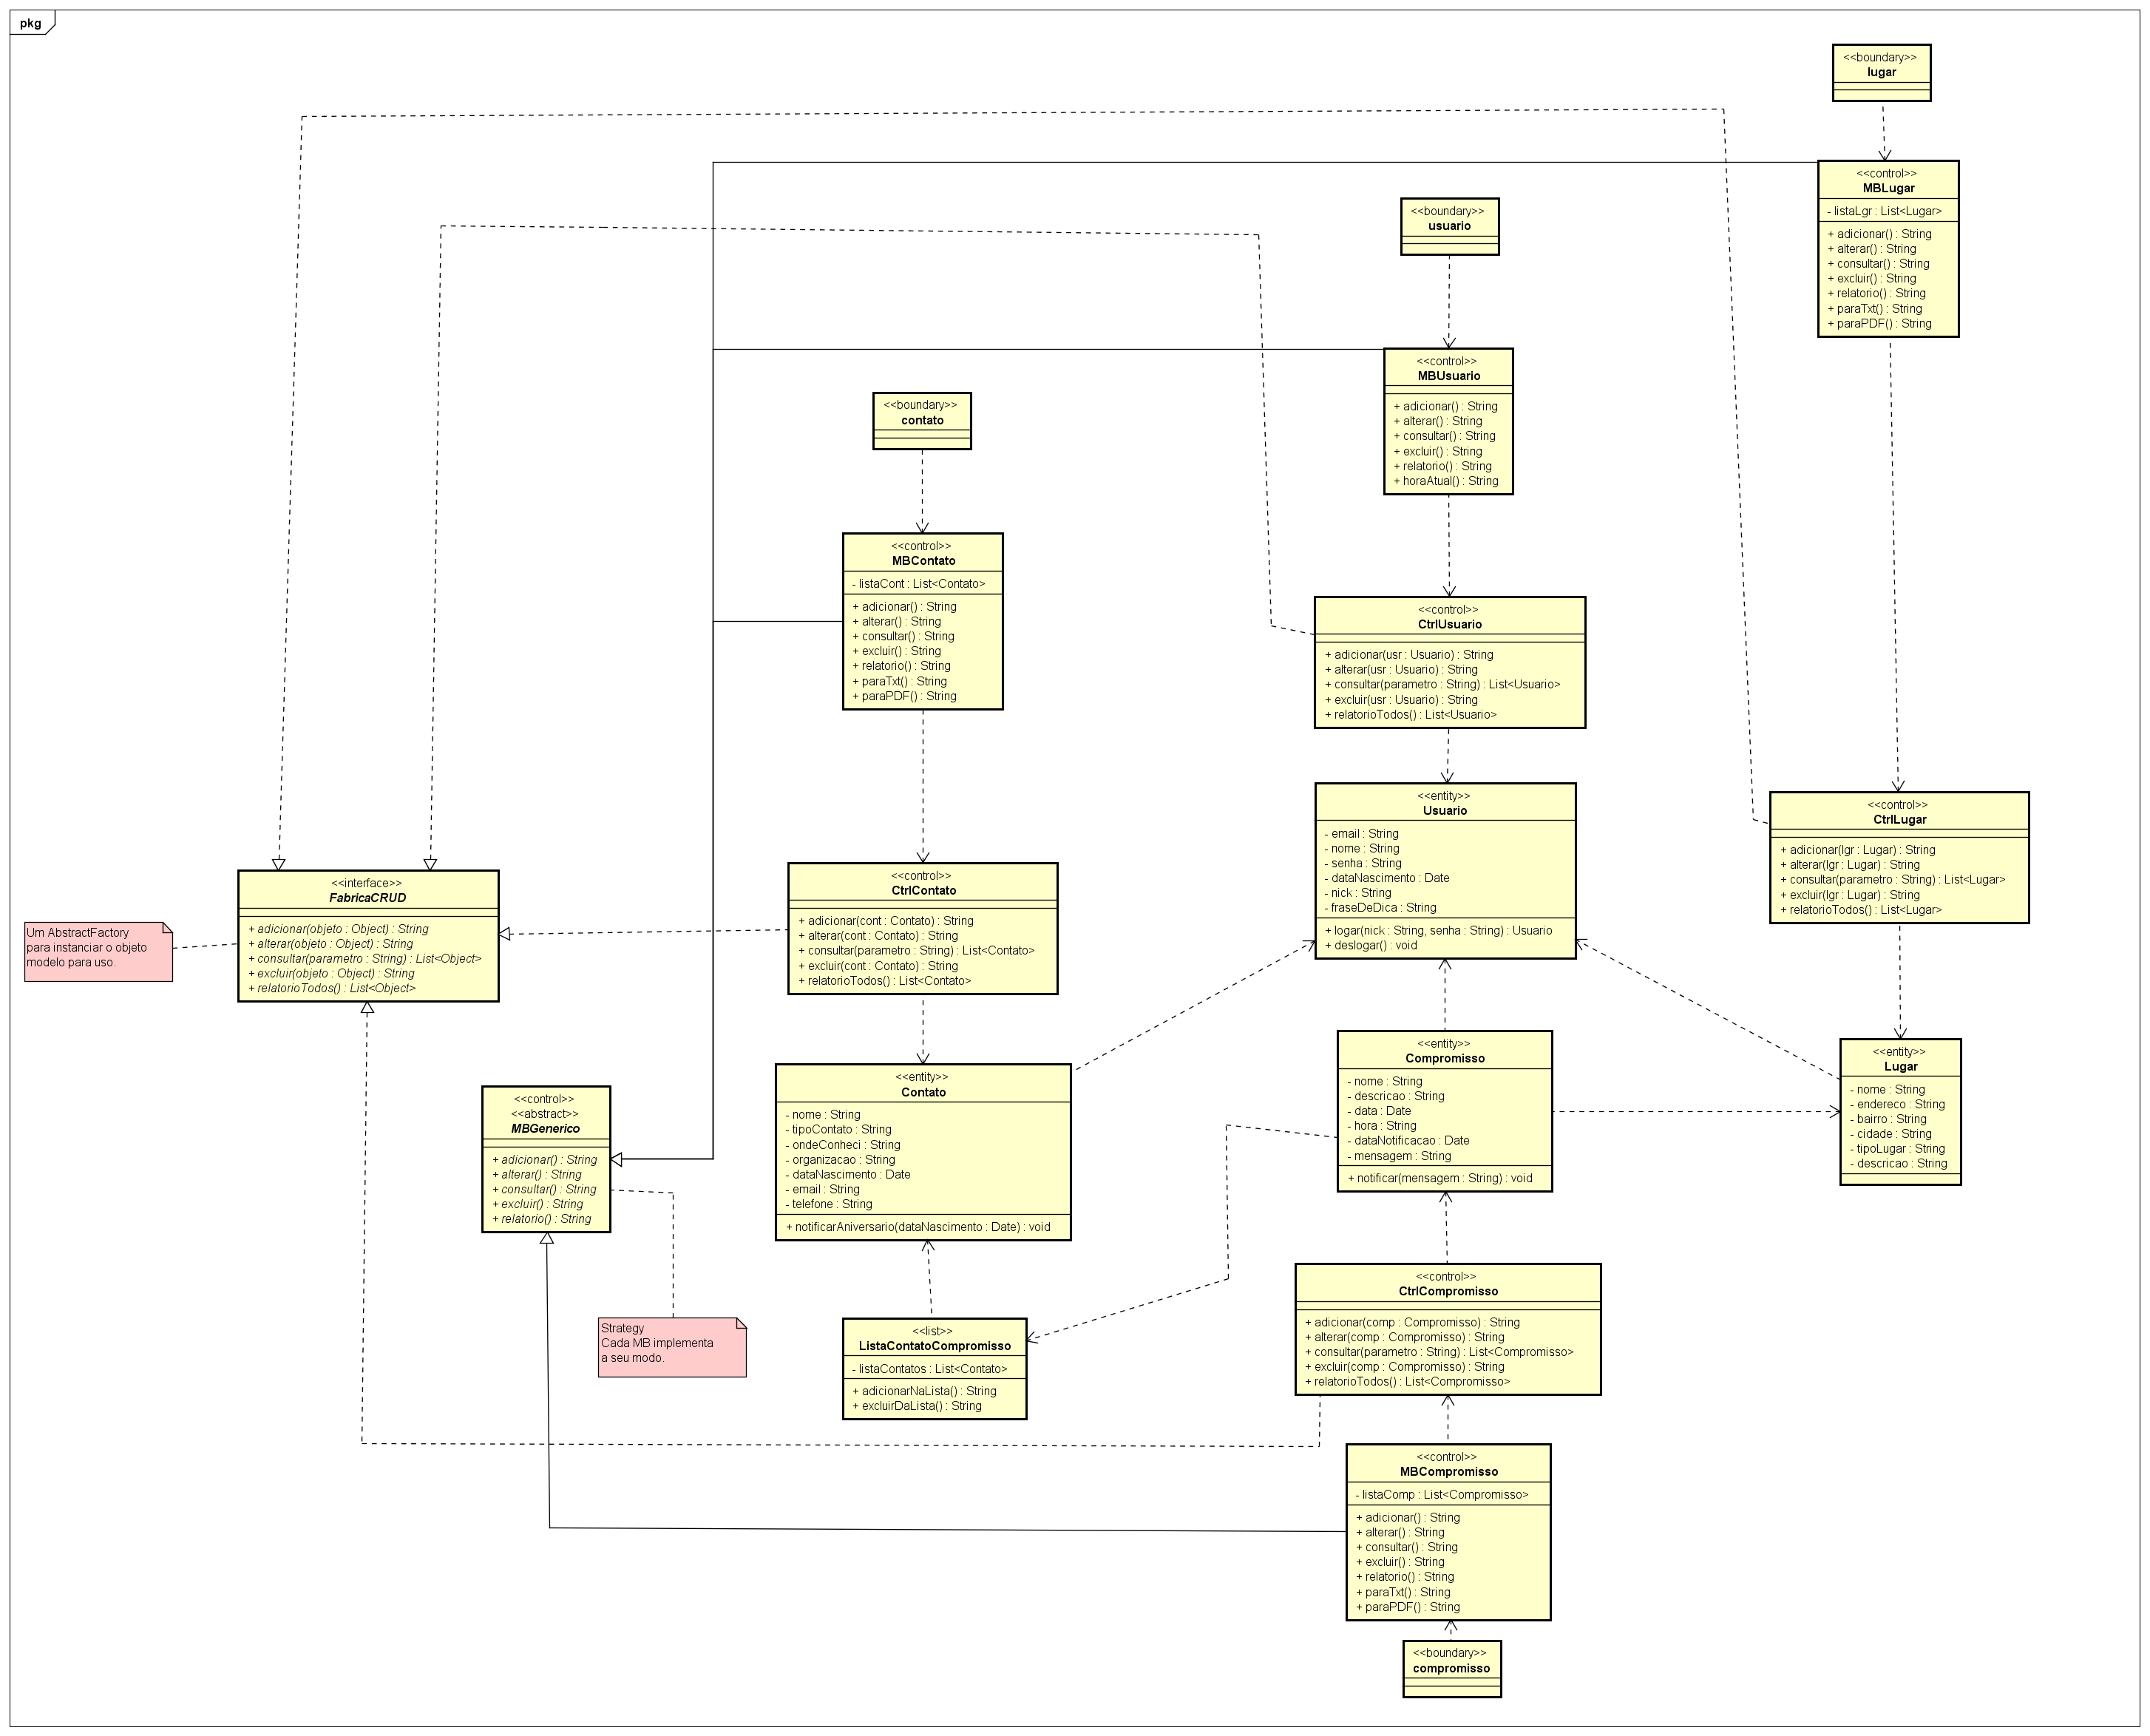 pkg
<<boundary>>
lugar
<<control>>
MBLugar
- listaLgr : List<Lugar>
+ adicionar() : String
+ alterar() : String
+ consultar() : String
+ excluir() : String
+ relatorio() : String
+ paraTxt() : String
+ paraPDF() : String
<<boundary>>
usuario
<<control>>
MBUsuario
+ adicionar() : String
+ alterar() : String
+ consultar() : String
+ excluir() : String
+ relatorio() : String
+ horaAtual() : String
<<boundary>>
contato
<<control>>
MBContato
- listaCont : List<Contato>
+ adicionar() : String
+ alterar() : String
+ consultar() : String
+ excluir() : String
+ relatorio() : String
+ paraTxt() : String
+ paraPDF() : String
<<control>>
CtrlUsuario
+ adicionar(usr : Usuario) : String
+ alterar(usr : Usuario) : String
+ consultar(parametro : String) : List<Usuario>
+ excluir(usr : Usuario) : String
+ relatorioTodos() : List<Usuario>
<<entity>>
Usuario
- email : String
- nome : String
- senha : String
- dataNascimento : Date
- nick : String
- fraseDeDica : String
+ logar(nick : String, senha : String) : Usuario
+ deslogar() : void
<<control>>
CtrlLugar
+ adicionar(lgr : Lugar) : String
+ alterar(lgr : Lugar) : String
+ consultar(parametro : String) : List<Lugar>
+ excluir(lgr : Lugar) : String
+ relatorioTodos() : List<Lugar>
<<interface>>
FabricaCRUD
+ adicionar(objeto : Object) : String
+ alterar(objeto : Object) : String
+ consultar(parametro : String) : List<Object>
+ excluir(objeto : Object) : String
+ relatorioTodos() : List<Object>
Um AbstractFactory
para instanciar o objeto
modelo para uso.
<<control>>
CtrlContato
+ adicionar(cont : Contato) : String
+ alterar(cont : Contato) : String
+ consultar(parametro : String) : List<Contato>
+ excluir(cont : Contato) : String
+ relatorioTodos() : List<Contato>
<<control>>
<<abstract>>
MBGenerico
+ adicionar() : String
+ alterar() : String
+ consultar() : String
+ excluir() : String
+ relatorio() : String
<<entity>>
Contato
- nome : String
- tipoContato : String
- ondeConheci : String
- organizacao : String
- dataNascimento : Date
- email : String
- telefone : String
+ notificarAniversario(dataNascimento : Date) : void
<<entity>>
Compromisso
- nome : String
- descricao : String
- data : Date
- hora : String
- dataNotificacao : Date
- mensagem : String
+ notificar(mensagem : String) : void
<<entity>>
Lugar
- nome : String
- endereco : String
- bairro : String
- cidade : String
- tipoLugar : String
- descricao : String
Strategy
Cada MB implementa
a seu modo.
<<list>>
ListaContatoCompromisso
- listaContatos : List<Contato>
+ adicionarNaLista() : String
+ excluirDaLista() : String
<<control>>
CtrlCompromisso
+ adicionar(comp : Compromisso) : String
+ alterar(comp : Compromisso) : String
+ consultar(parametro : String) : List<Compromisso>
+ excluir(comp : Compromisso) : String
+ relatorioTodos() : List<Compromisso>
<<control>>
MBCompromisso
- listaComp : List<Compromisso>
+ adicionar() : String
+ alterar() : String
+ consultar() : String
+ excluir() : String
+ relatorio() : String
+ paraTxt() : String
+ paraPDF() : String
<<boundary>>
compromisso